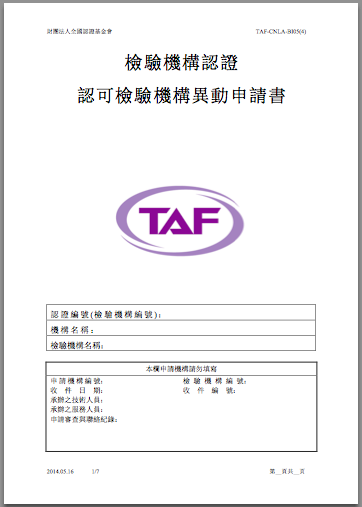 財團法人全國認證基金會 TAF-CNLA-BI05(4)
檢驗機構認證
認可檢驗機構異動申請書
TAF
認證編號(檢驗機構編號):
機構名稱:
檢驗機構名稱:
本欄申請機構請勿填寫
申請機構編號: 檢驗機構編號:
收件日期: 收件編號:
承辦之技術人員:
承辦之服務人員:
申請審查與聯絡紀錄:
2014.05.16 1/7 第__頁共__頁